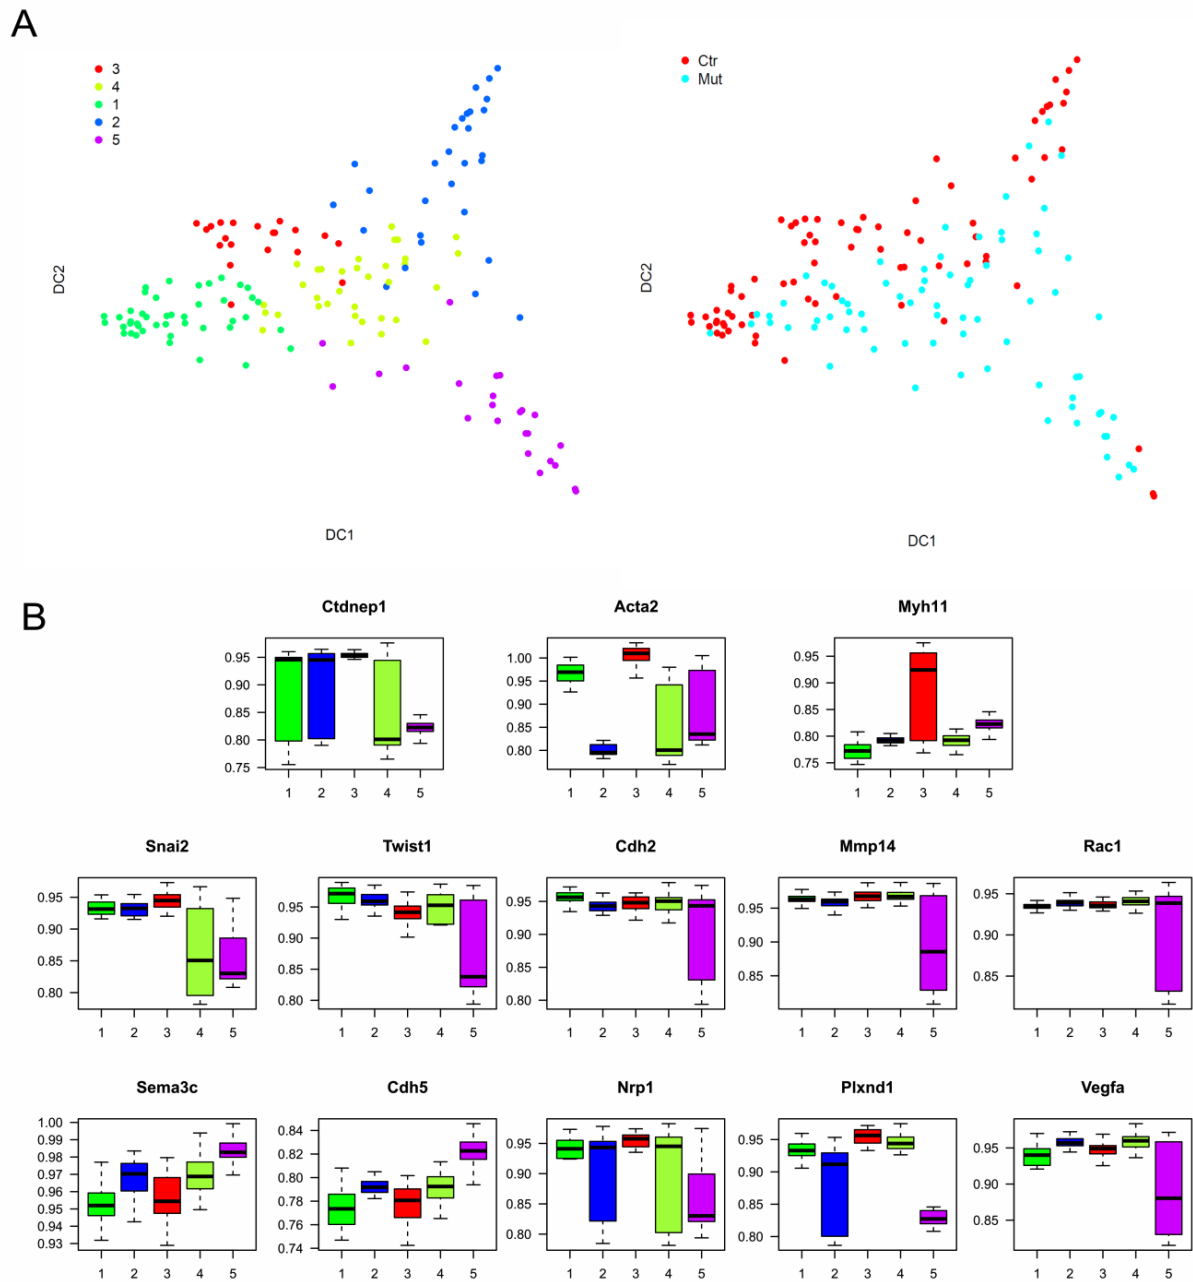 A
3
4
1
2
5
DC2
DC1
Ctr
Mut
DC2
DC1
B
Ctdnep1
0.95
0.90
0.85
0.80
0.75
1 2 3 4 5
Acta2
1.00
0.95
0.90
0.85
0.80
1 2 3 4 5
Myh11
0.95
0.90
0.85
0.80
0.75
1 2 3 4 5
Snai2
0.95
0.90
0.85
0.80
1 2 3 4 5
Twist1
0.95
0.90
0.85
0.80
1 2 3 4 5
Cdh2
0.95
0.90
0.85
0.80
1 2 3 4 5
Mmp14
0.95
0.90
0.85
1 2 3 4 5
Rac1
0.95
0.90
0.85
1 2 3 4 5
Sema3c
1.00
0.99
0.98
0.97
0.96
0.95
0.94
0.93
1 2 3 4 5
Cdh5
0.84
0.82
0.80
0.78
0.76
0.74
1 2 3 4 5
Nrp1
0.95
0.90
0.85
0.80
1 2 3 4 5
Plxnd1
0.95
0.90
0.85
0.80
1 2 3 4 5
Vegfa
0.95
0.90
0.85
1 2 3 4 5